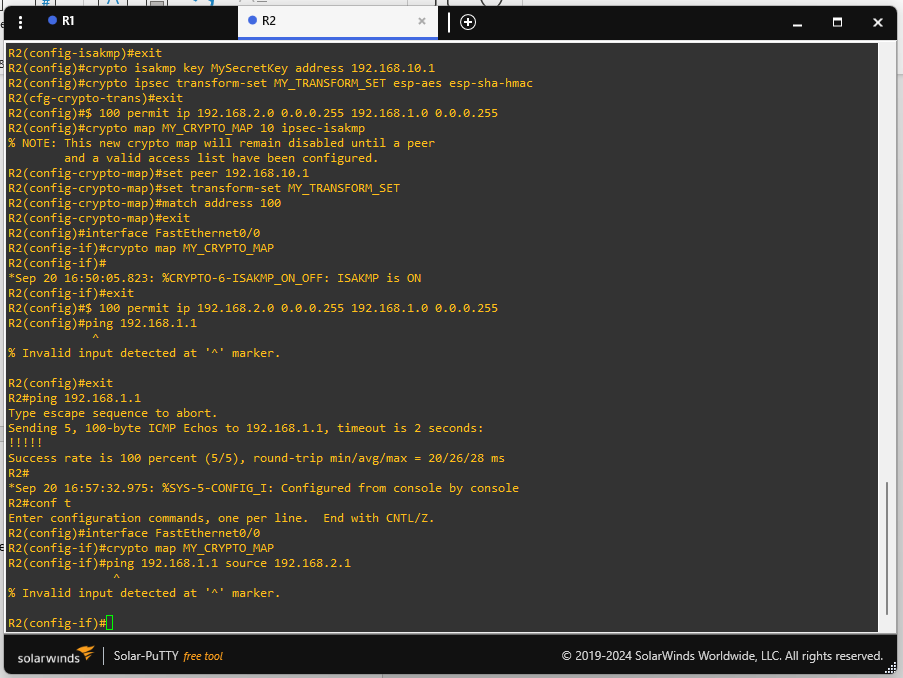 R1
R2
R2(config-isakmp)#exit
R2(config)#crypto isakmp key MySecretKey address 192.168.10.1
R2(config)#crypto ipsec transform-set MY_TRANSFORM_SET esp-aes esp-sha-hmac
R2(cfg-crypto-trans)#exit
R2(config)#$ 100 permit ip 192.168.2.0 0.0.0.255 192.168.1.0 0.0.0.255
R2(config)#crypto map MY_CRYPTO_MAP 10 ipsec-isakmp
% NOTE: This new crypto map will remain disabled until a peer
and a valid access list have been configured.
R2(config-crypto-map)#set peer 192.168.10.1
R2(config-crypto-map)#set transform-set MY_TRANSFORM_SET
R2(config-crypto-map)#match address 100
R2(config-crypto-map)#exit
R2(config)#interface FastEthernet0/0
R2(config-if)#crypto map MY_CRYPTO_MAP
R2(config-if)#
*Sep 20 16:50:05.823: %CRYPTO-6-ISAKMP_ON_OFF: ISAKMP is ON
R2(config-if)#exit
R2(config)#$ 100 permit ip 192.168.2.0 0.0.0.255 192.168.1.0 0.0.0.255
R2(config)#ping 192.168.1.1
^
% Invalid input detected at '^' marker.
R2(config)#exit
R2#ping 192.168.1.1
Type escape sequence to abort.
Sending 5, 100-byte ICMP Echos to 192.168.1.1, timeout is 2 seconds:
!!!!!
Success rate is 100 percent (5/5), round-trip min/avg/max = 20/26/28 ms
R2#
*Sep 20 16:57:32.975: %SYS-5-CONFIG_I: Configured from console by console
R2#conf t
Enter configuration commands, one per line.  End with CNTL/Z.
R2(config)#interface FastEthernet0/0
R2(config-if)#crypto map MY_CRYPTO_MAP
R2(config-if)#ping 192.168.1.1 source 192.168.2.1
^
% Invalid input detected at '^' marker.
R2(config-if)#
solarwinds
Solar-PuTTY free tool
© 2019-2024 SolarWinds Worldwide, LLC. All rights reserved.